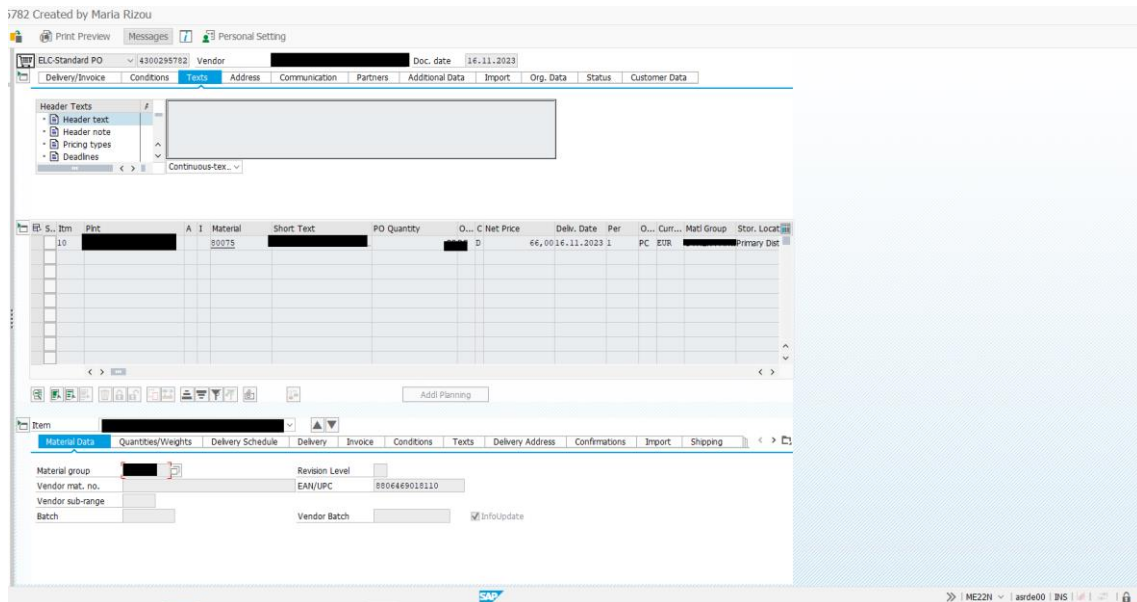 5782 Created by Maria Rizou
Print Preview Messages Personal Setting
ELC-Standard PO 4300295782 Vendor Doc. date 16.11.2023
Delivery/Invoice Conditions Texts Address Communication Partners Additional Data Import Org. Data Status Customer Data
Header Texts
Header text
Header note
Pricing types
Deadlines
Continuous-tex..
S.. Itm Plnt A I Material Short Text PO Quantity O... C Net Price Deliv. Date Per O... Curr... Matl Group Stor. Locat
10 80075 D 66,00 16.11.2023 1 PC EUR Primary Dist
Addl Planning
Item
Material Data Quantities/Weights Delivery Schedule Delivery Invoice Conditions Texts Delivery Address Confirmations Import Shipping
Material group Revision Level
Vendor mat. no. EAN/UPC 8806469018110
Vendor sub-range
Batch Vendor Batch InfoUpdate
SAP ME22N asrde00 INS